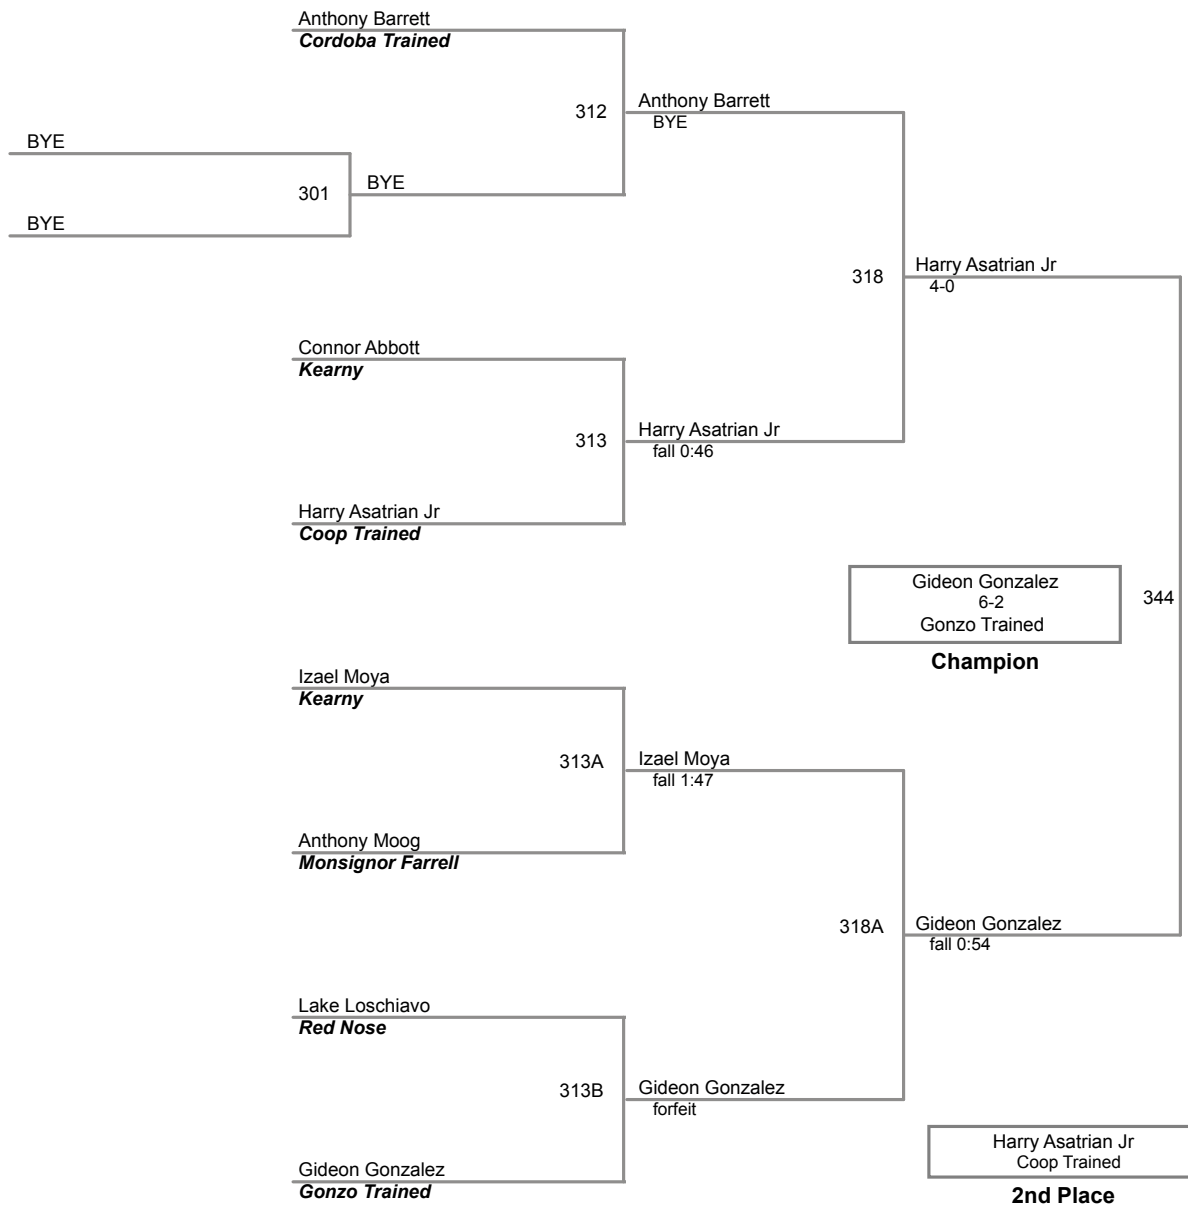 Anthony Barrett
Cordoba Trained
312
Anthony Barrett
BYE
BYE
301
BYE
BYE
318
Harry Asatrian Jr
4-0
Connor Abbott
Kearny
313
Harry Asatrian Jr
fall 0:46
Harry Asatrian Jr
Coop Trained
Gideon Gonzalez
6-2
Gonzo Trained
344
Champion
Izael Moya
Kearny
313A
Izael Moya
fall 1:47
Anthony Moog
Monsignor Farrell
318A
Gideon Gonzalez
fall 0:54
Lake Loschiavo
Red Nose
313B
Gideon Gonzalez
forfeit
Harry Asatrian Jr
Coop Trained
2nd Place
Gideon Gonzalez
Gonzo Trained